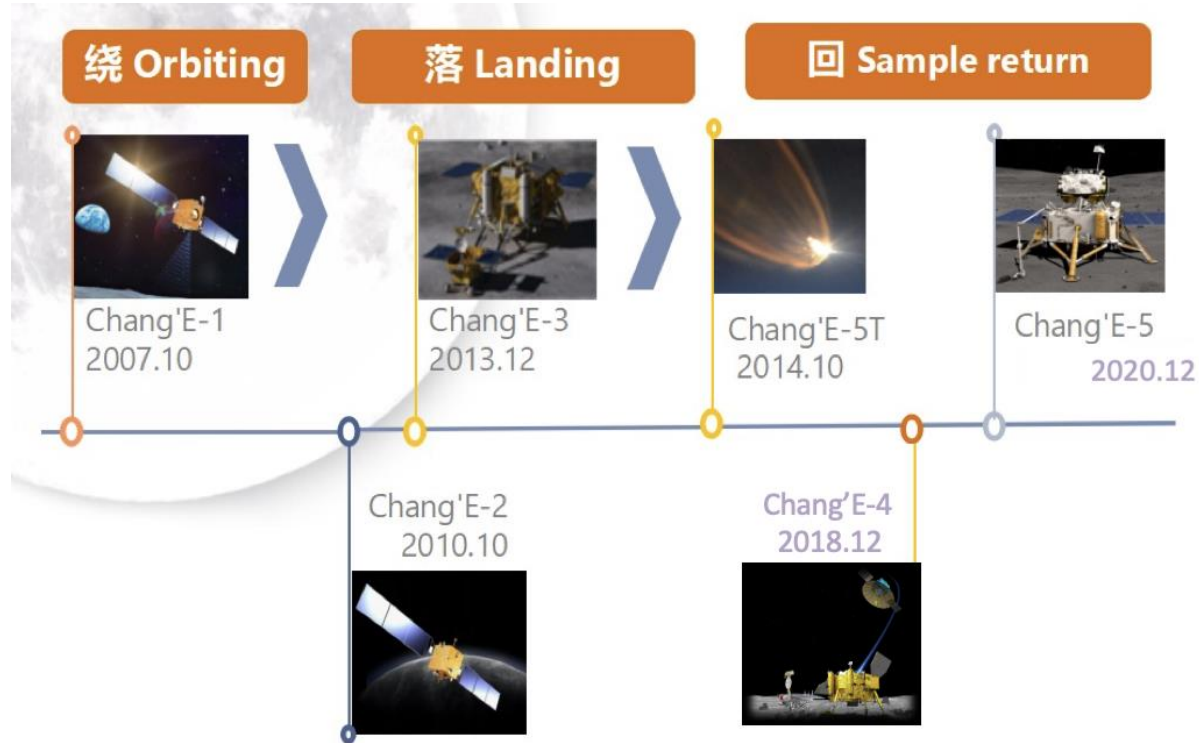 绕 Orbiting
落 Landing
回 Sample return
Chang'E-1
2007.10
Chang'E-3
2013.12
Chang'E-5T
2014.10
Chang'E-5
2020.12
Chang'E-2
2010.10
Chang’E-4
2018.12